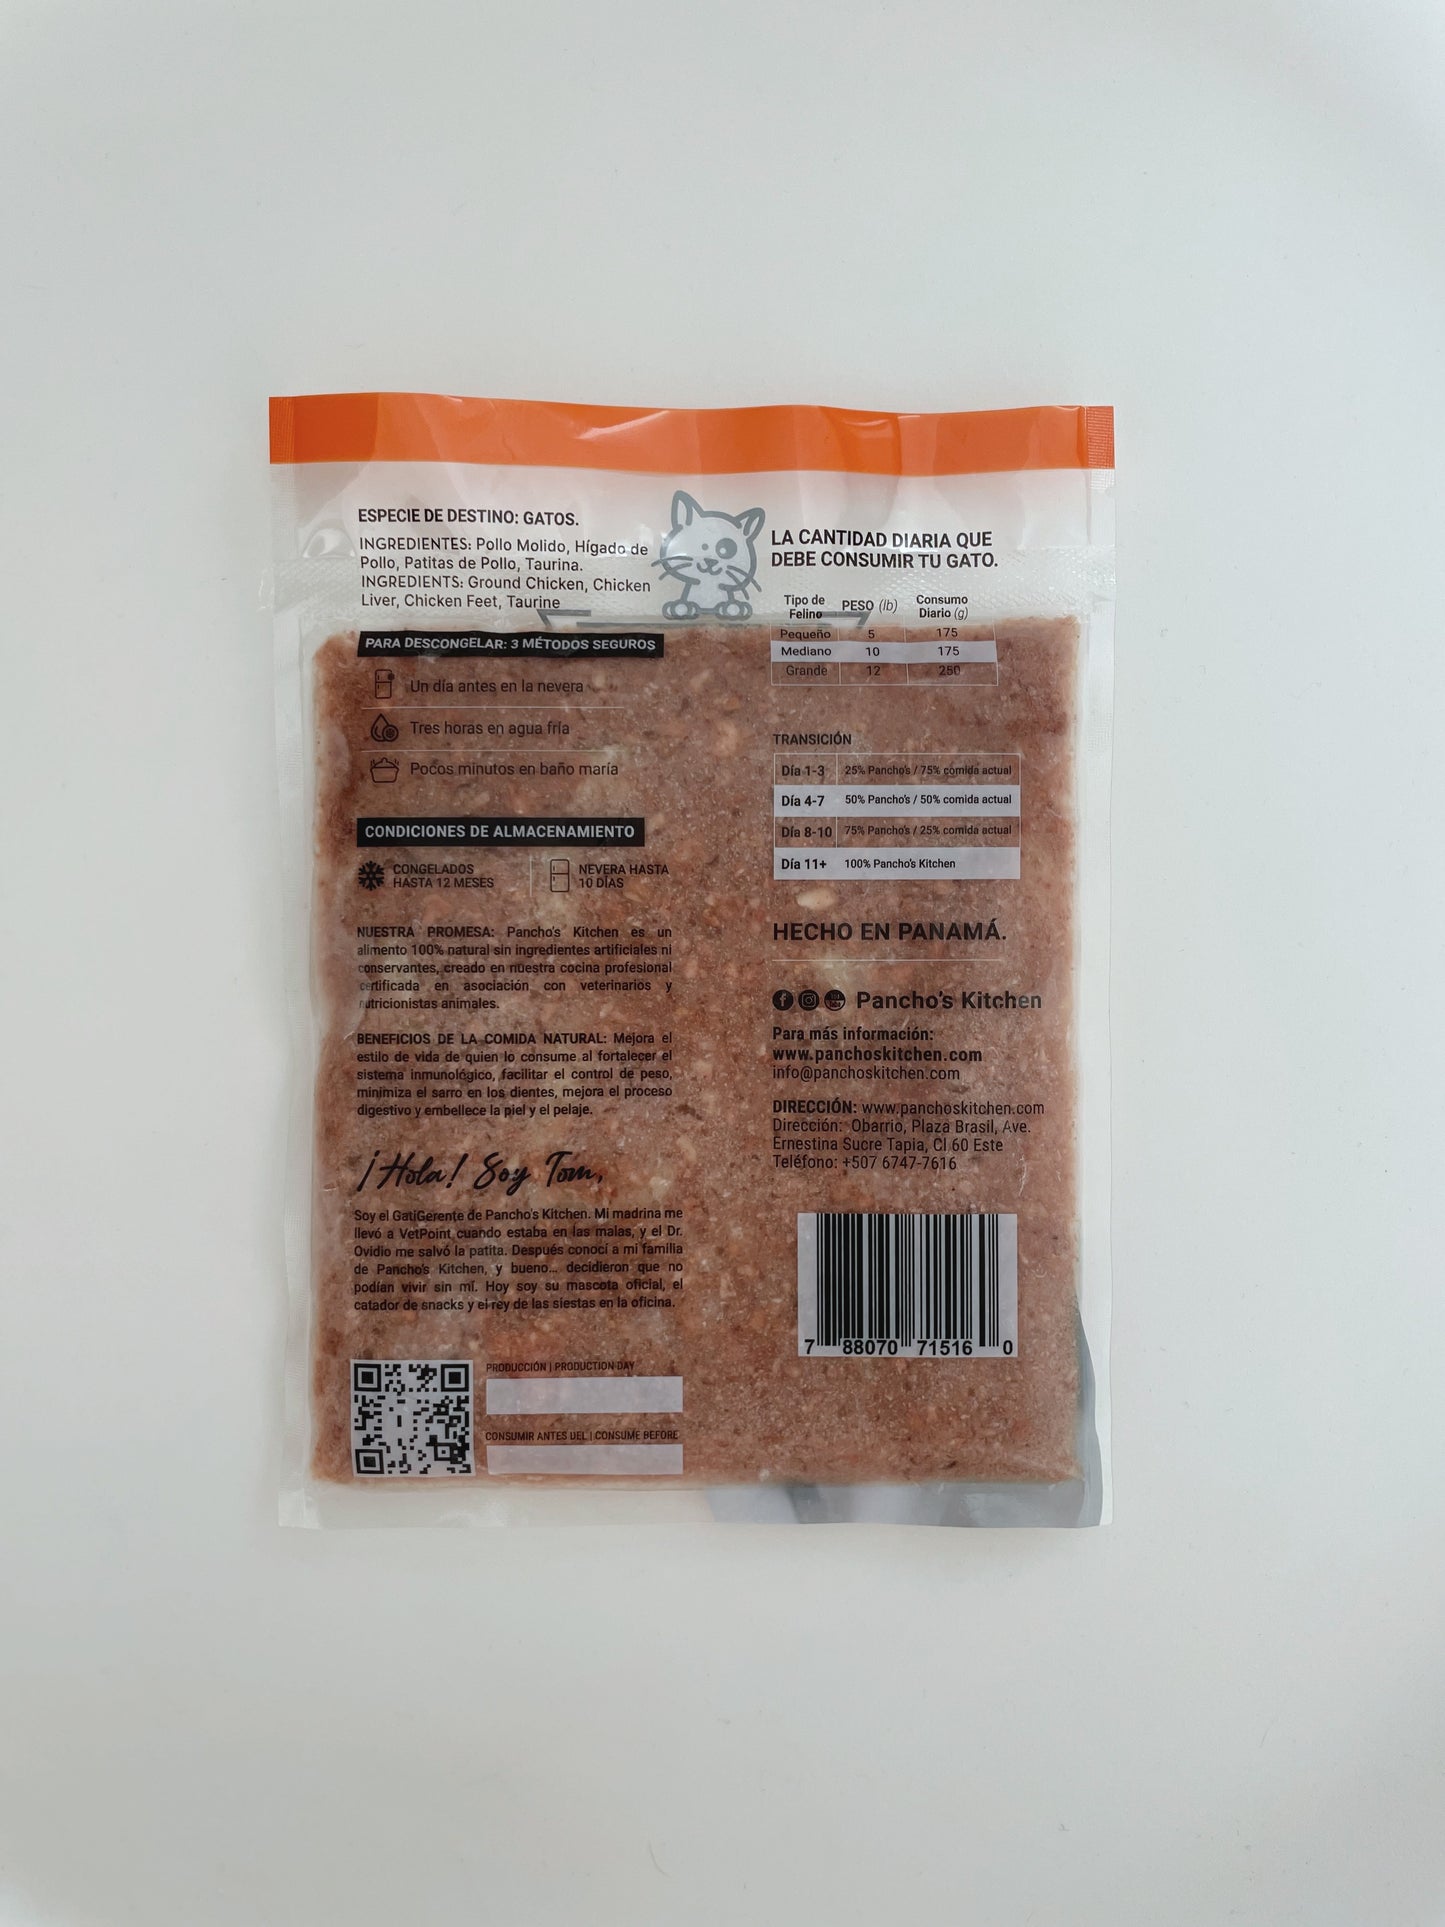 ESPECIE DE DESTINO: GATOS.
INGREDIENTES: Pollo Molido, Hígado de
Pollo, Patitas de Pollo, Taurina.
INGREDIENTS: Ground Chicken, Chicken
Liver, Chicken Feet, Taurine
PARA DESCONGELAR: 3 MÉTODOS SEGUROS
Un día antes en la nevera
Tres horas en agua fría
Pocos minutos en baño maría
CONDICIONES DE ALMACENAMIENTO
CONGELADOS
HASTA 12 MESES
NEVERA HASTA
10 DÍAS
NUESTRA PROMESA: Pancho's Kitchen es un
alimento 100% natural sin ingredientes artificiales ni
conservantes, creado en nuestra cocina profesional
certificada en asociación con veterinarios y
nutricionistas animales.
BENEFICIOS DE LA COMIDA NATURAL: Mejora el
estilo de vida de quien lo consume al fortalecer el
sistema inmunológico, facilitar el control de peso,
minimiza el sarro en los dientes, mejora el proceso
digestivo y embellece la piel y el pelaje.
¡Hola! Soy Tom,
Soy el GatiGerente de Pancho's Kitchen. Mi madrina me
llevó a VetPoint cuando estaba en las malas, y el Dr.
Ovidio me salvó la patita. Después conocí a mi familia
de Pancho's Kitchen, y bueno... decidieron que no
podían vivir sin mí. Hoy soy su mascota oficial, el
catador de snacks y el rey de las siestas en la oficina.
PRODUCCIÓN | PRODUCTION DAY
CONSUMIR ANTES DEL | CONSUME BEFORE
LA CANTIDAD DIARIA QUE
DEBE CONSUMIR TU GATO.
Tipo de Felino PESO (lb) Consumo Diario (g)
Pequeño 5 175
Mediano 10 175
Grande 12 250
TRANSICIÓN
Día 1-3 25% Pancho's / 75% comida actual
Día 4-7 50% Pancho's / 50% comida actual
Día 8-10 75% Pancho's / 25% comida actual
Día 11+ 100% Pancho's Kitchen
HECHO EN PANAMÁ.
Pancho's Kitchen
Para más información:
www.panchoskitchen.com
info@panchoskitchen.com
DIRECCIÓN: www.panchoskitchen.com
Dirección: Obarrio, Plaza Brasil, Ave.
Ernestina Sucre Tapia, Cl 60 Este
Teléfono: +507 6747-7616
7 88070 71516 0